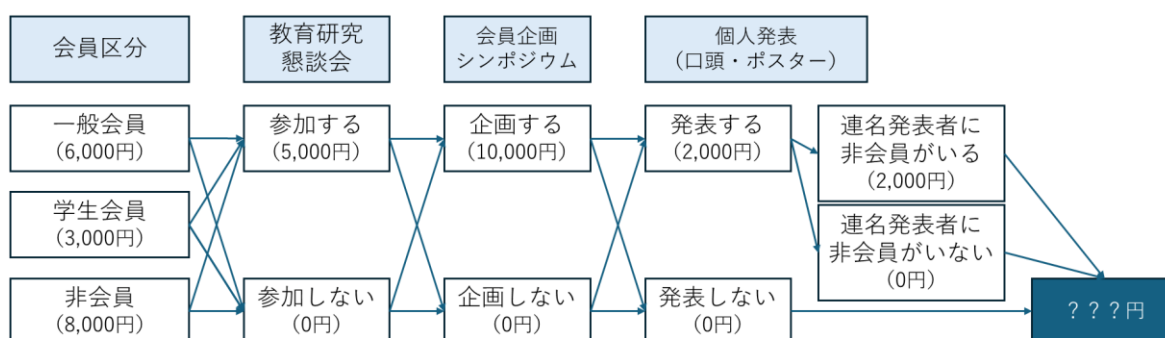 会員区分
教育研究
懇談会
会員企画
シンポジウム
個人発表
(口頭・ポスター)
一般会員
(6,000円)
参加する
(5,000円)
企画する
(10,000円)
発表する
(2,000円)
連名発表者に
非会員がいる
(2,000円)
学生会員
(3,000円)
連名発表者に
非会員がいない
(0円)
非会員
(8,000円)
参加しない
(0円)
企画しない
(0円)
発表しない
(0円)
???円